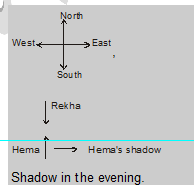 North
West East
,
South
Rekha
Hema Hema's shadow
Shadow in the evening.